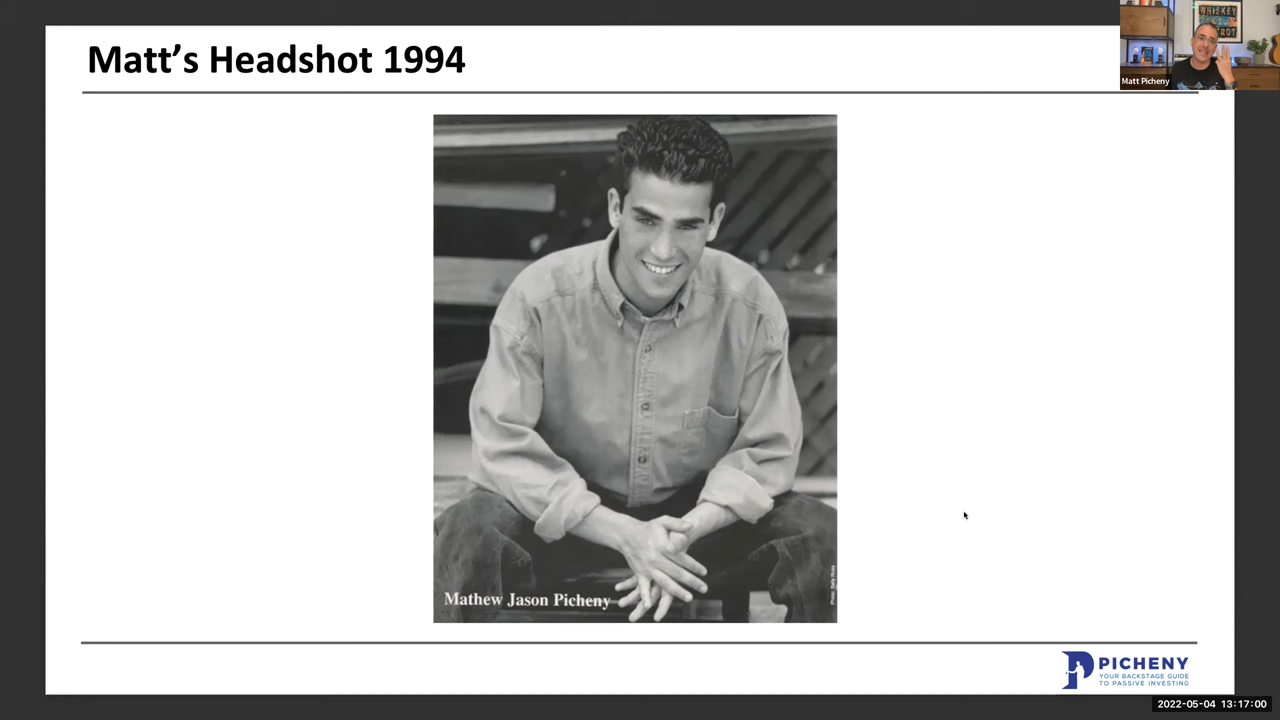 Matt’s Headshot 1994
WHISKEY
Matt Picheny
Mathew Jason Picheny
PICHENY
YOUR BACKSTAGE GUIDE
TO PASSIVE INVESTING
2022-05-04 13:17:00